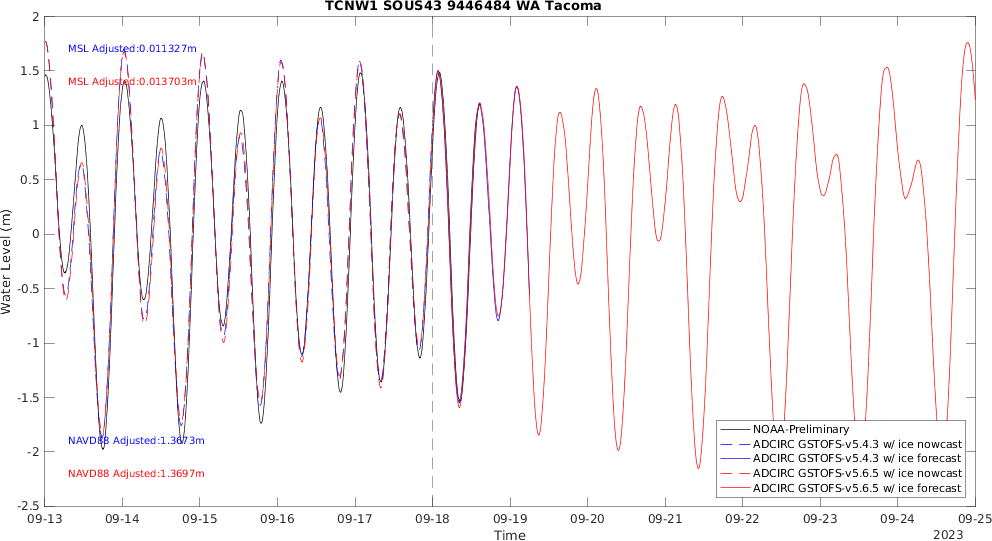 TCNW1 SOUS43 9446484 WA Tacoma
2
1.5
1
0.5
0
-0.5
-1
-1.5
-2
-2.5
Water Level (m)
MSL Adjusted:0.011327m
MSL Adjusted:0.013703m
NAVD88 Adjusted:1.3673m
NAVD88 Adjusted:1.3697m
NOAA-Preliminary
ADCIRC GSTOFS-v5.4.3 w/ ice nowcast
ADCIRC GSTOFS-v5.4.3 w/ ice forecast
ADCIRC GSTOFS-v5.6.5 w/ ice nowcast
ADCIRC GSTOFS-v5.6.5 w/ ice forecast
09-13 09-14 09-15 09-16 09-17 09-18 09-19 09-20 09-21 09-22 09-23 09-24 09-25
Time
2023